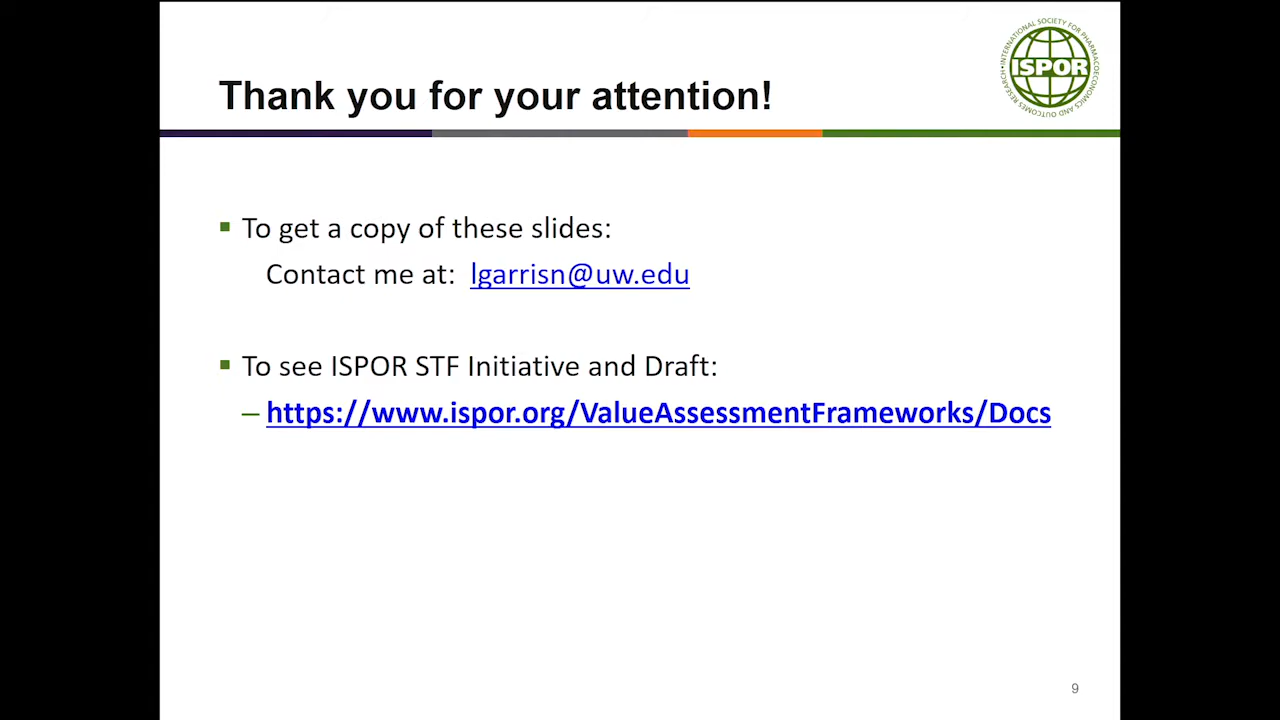 INTERNATIONAL SOCIETY FOR PHARMACOECONOMICS AND OUTCOMES RESEARCH
ISPOR
Thank you for your attention!
▪ To get a copy of these slides:
Contact me at: lgarrisn@uw.edu
▪ To see ISPOR STF Initiative and Draft:
– https://www.ispor.org/ValueAssessmentFrameworks/Docs
9